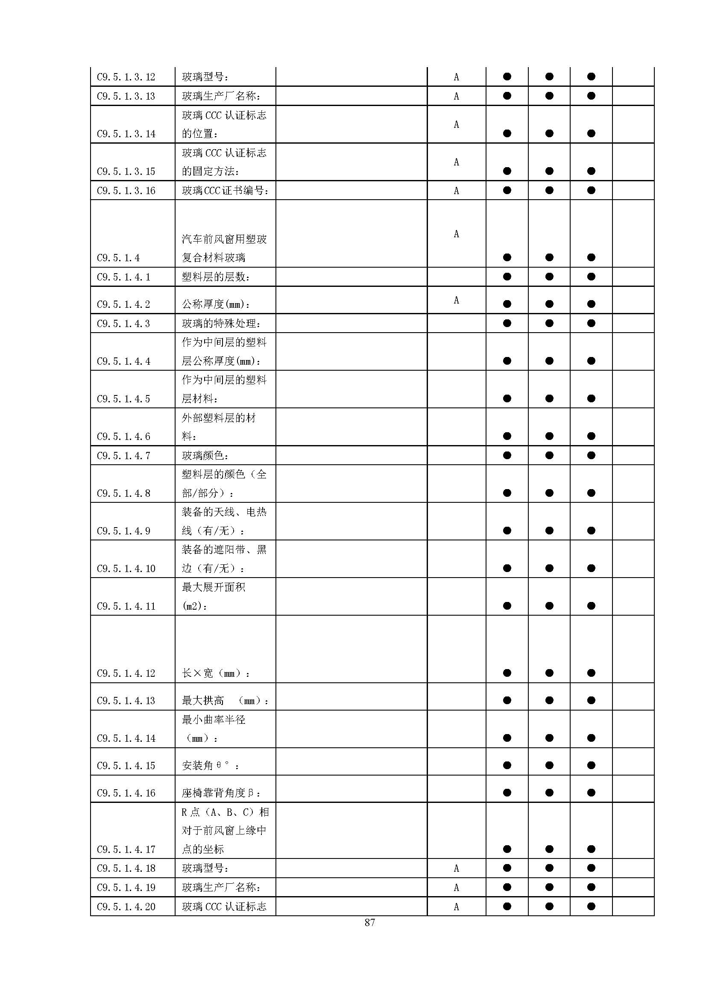 C9.5.1.3.12 玻璃型号： A ● ● ●
C9.5.1.3.13 玻璃生产厂名称： A ● ● ●
玻璃 CCC 认证标志
C9.5.1.3.14 的位置： A ● ● ●
玻璃 CCC 认证标志
C9.5.1.3.15 的固定方法： A ● ● ●
C9.5.1.3.16 玻璃CCC证书编号： A ● ● ●
汽车前风窗用塑玻
C9.5.1.4 复合材料玻璃 A ● ● ●
C9.5.1.4.1 塑料层的层数： ● ● ●
C9.5.1.4.2 公称厚度(mm)： A ● ● ●
C9.5.1.4.3 玻璃的特殊处理： ● ● ●
作为中间层的塑料
C9.5.1.4.4 层公称厚度(mm)： ● ● ●
作为中间层的塑料
C9.5.1.4.5 层材料： ● ● ●
外部塑料层的材
C9.5.1.4.6 料： ● ● ●
C9.5.1.4.7 玻璃颜色： ● ● ●
塑料层的颜色（全
C9.5.1.4.8 部/部分）： ● ● ●
装备的天线、电热
C9.5.1.4.9 线（有/无）： ● ● ●
装备的遮阳带、黑
C9.5.1.4.10 边（有/无）： ● ● ●
最大展开面积
C9.5.1.4.11 (m2)： ● ● ●
C9.5.1.4.12 长×宽（mm）： ● ● ●
C9.5.1.4.13 最大拱高 （mm）： ● ● ●
最小曲率半径
C9.5.1.4.14 （mm）： ● ● ●
C9.5.1.4.15 安装角θ°： ● ● ●
C9.5.1.4.16 座椅靠背角度β： ● ● ●
R 点（A、B、C）相
对于前风窗上缘中
C9.5.1.4.17 点的坐标 ● ● ●
C9.5.1.4.18 玻璃型号： A ● ● ●
C9.5.1.4.19 玻璃生产厂名称： A ● ● ●
C9.5.1.4.20 玻璃 CCC 认证标志 A ● ● ●
87